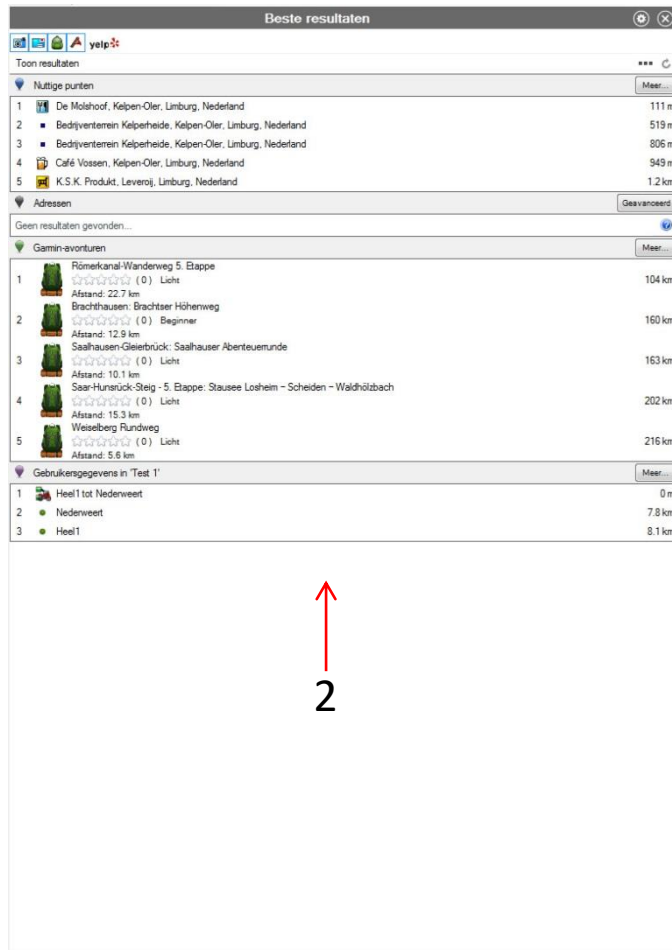 Beste resultaten
yelp
Toon resultaten
Nuttige punten Meer...
1 De Molshoof, Kelpen-Oler, Limburg, Nederland 111 m
2 Bedrijventerrein Kelperheide, Kelpen-Oler, Limburg, Nederland 519 m
3 Bedrijventerrein Kelperheide, Kelpen-Oler, Limburg, Nederland 806 m
4 Café Vossen, Kelpen-Oler, Limburg, Nederland 949 m
5 K.S.K. Produkt, Leveroij, Limburg, Nederland 1.2 km
Adressen Geavanceerd
Geen resultaten gevonden...
Garmin-avonturen Meer...
Römerkanal-Wanderweg 5. Etappe
1 (0) Licht 104 km
Afstand: 22.7 km
Brachthausen: Brachtser Höhenweg
2 (0) Beginner 160 km
Afstand: 12.9 km
Saalhausen-Gleierbrück: Saalhauser Abenteuerrunde
3 (0) Licht 163 km
Afstand: 10.1 km
Saar-Hunsrück-Steig - 5. Etappe: Stausee Losheim – Scheiden – Waldhölzbach
4 (0) Licht 202 km
Afstand: 15.3 km
Weiselberg Rundweg
5 (0) Licht 216 km
Afstand: 5.6 km
Gebruikersgegevens in 'Test 1' Meer...
1 Heel1 tot Nederweert 0 m
2 Nederweert 7.8 km
3 Heel1 8.1 km
2